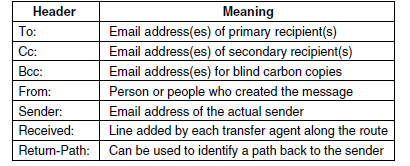 Header Meaning
To: Email address(es) of primary recipient(s)
Cc: Email address(es) of secondary recipient(s)
Bcc: Email address(es) for blind carbon copies
From: Person or people who created the message
Sender: Email address of the actual sender
Received: Line added by each transfer agent along the route
Return-Path: Can be used to identify a path back to the sender